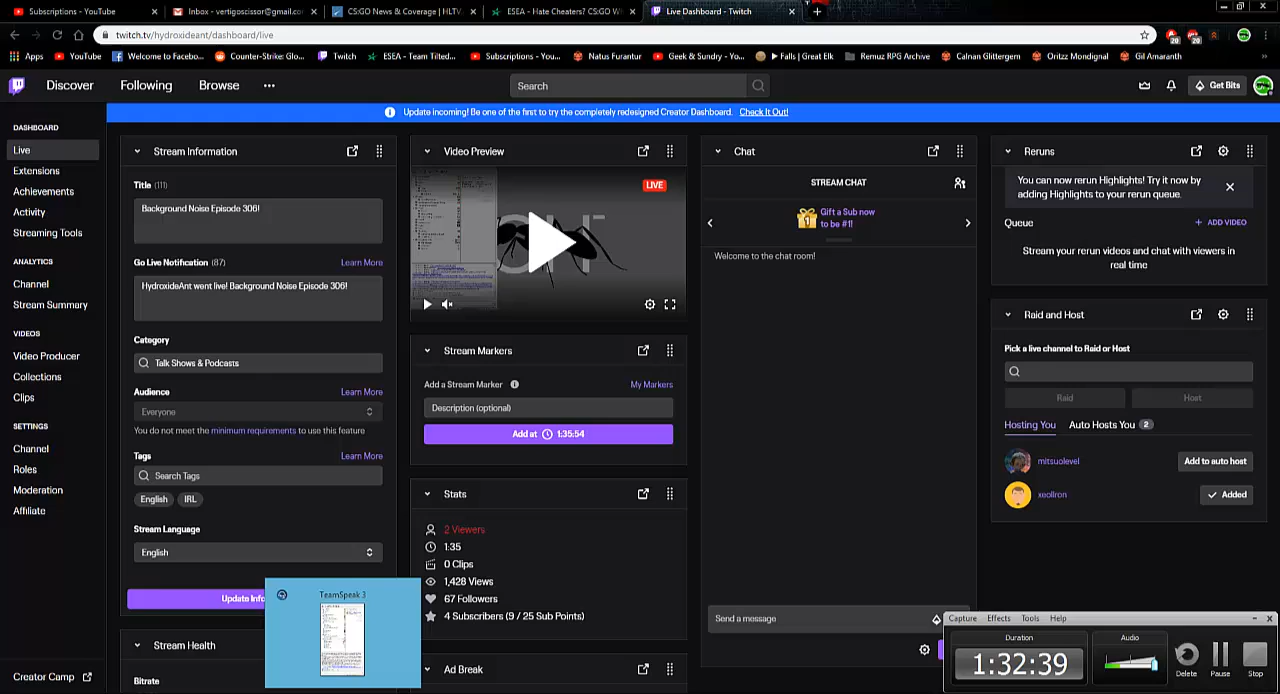 Subscriptions - YouTube
Inbox - vertigoscissor@gmail.co
CS:GO News & Coverage | HLTV
ESEA - Hate Cheaters? CS:GO W
Live Dashboard - Twitch
twitch.tv/hydroxideant/dashboard/live
20
20
Apps
YouTube
Welcome to Facebo...
Counter-Strike: Glo...
Twitch
ESEA - Team Tilted...
Subscriptions - You...
Natus Furantur
Geek & Sundry - Yo...
Falls | Great Elk
Remuz RPG Archive
Calnan Glittergem
Oritzz Mondignal
Gil Amaranth
Discover
Following
Browse
Search
Get Bits
Update incoming! Be one of the first to try the completely redesigned Creator Dashboard. Check It Out!
DASHBOARD
Live
Extensions
Achievements
Activity
Streaming Tools
ANALYTICS
Channel
Stream Summary
VIDEOS
Video Producer
Collections
Clips
SETTINGS
Channel
Roles
Moderation
Affiliate
Creator Camp
Stream Information
Title (111)
Background Noise Episode 306!
Go Live Notification (87)
Learn More
HydroxideAnt went live! Background Noise Episode 306!
Category
Talk Shows & Podcasts
Audience
Learn More
Everyone
You do not meet the minimum requirements to use this feature
Tags
Learn More
Search Tags
English
IRL
Stream Language
English
Update Info
TeamSpeak 3
Stream Health
Bitrate
Video Preview
LIVE
Stream Markers
Add a Stream Marker
My Markers
Description (optional)
Add at 1:35:54
Stats
2 Viewers
1:35
0 Clips
1,428 Views
67 Followers
4 Subscribers (9 / 25 Sub Points)
Ad Break
Chat
STREAM CHAT
1
Gift a Sub now
to be #1!
Welcome to the chat room!
Send a message
Reruns
You can now rerun Highlights! Try it now by
adding Highlights to your rerun queue.
Queue
+ ADD VIDEO
Stream your rerun videos and chat with viewers in
real time
Raid and Host
Pick a live channel to Raid or Host
Raid
Host
Hosting You
Auto Hosts You 2
mitsuolevel
Add to auto host
xeollron
Added
Capture
Effects
Tools
Help
Duration
1:32:39
Audio
Delete
Pause
Stop